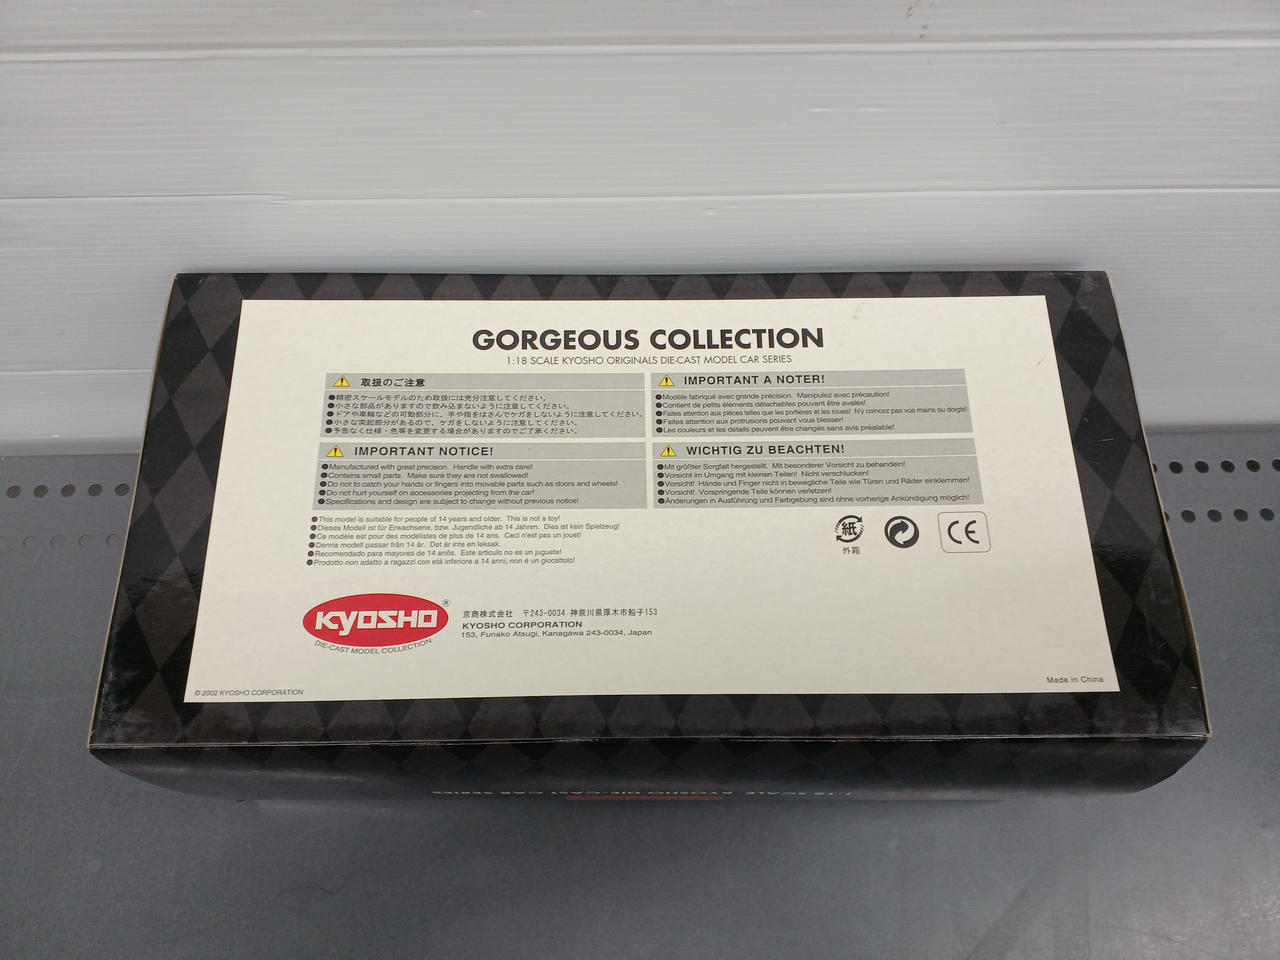 GORGEOUS COLLECTION
1:18 SCALE KYOSHO ORIGINALS DIE-CAST MODEL CAR SERIES
取扱のご注意
●精密スケールモデルのため取扱には充分注意してください。
●小さな部品がありますので飲み込まないように注意してください。
●ドアや車輪などの可動部分に、手や指をはさんでケガをしないように注意してください。
●小さな突起部分があるので、ケガをしないように注意してください。
●予告なく仕様・色等を変更する場合がありますのでご了承ください。
IMPORTANT A NOTER!
●Modèle fabriqué avec grande précision. Manipulez avec précaution!
●Contient de petits éléments détachables pouvant être avalés!
●Faites attention aux pièces telles que les portières et les roues! N'y coincez pas vos mains ou doigts!
●Faites attention aux protrusions pouvant vous blesser!
●Les couleurs et les détails peuvent être changés sans avis préalable!
IMPORTANT NOTICE!
●Manufactured with great precison. Handle with extra care!
●Contains small parts. Make sure they are not swallowed!
●Do not to catch your hands or fingers into movable parts such as doors and wheels!
●Do not hurt yourself on accessories projecting from the car!
●Specifications and design are subject to change without previous notice!
WICHTIG ZU BEACHTEN!
●Mit größter Sorgfalt hergestellt. Mit besonderer Vorsicht zu behandeln!
●Vorsicht im Umgang mit kleinen Teilen! Nicht verschlucken!
●Vorsicht! Hände und Finger nicht in bewegliche Teile wie Türen und Räder einklemmen!
●Vorsicht! Vorspringende Teile können verletzen!
●Änderungen in Ausführung und Farbgebung sind ohne vorherige Ankündigung möglich!
●This model is suitable for people of 14 years and older. This is not a toy!
●Dieses Modell ist für Erwachsene, bzw. Jugendliche ab 14 Jahren. Dies ist kein Spielzeug!
●Ce modèle est pour des modélistes de plus de 14 ans. Ceci n'est pas un jouet!
●Denna modell passar från 14 år. Det är inte en leksak.
●Recomendado para mayores de 14 anõs. Este articulo no es un juguete!
●Prodotto non adatto a ragazzi con etá inferiore a 14 anni; non é un giocattolo!
紙
外箱
CE
KYOSHO®
DIE-CAST MODEL COLLECTION
京商株式会社 〒243-0034 神奈川県厚木市船子153
KYOSHO CORPORATION
153, Funako Atsugi, Kanagawa 243-0034, Japan
Made in China
© 2002 KYOSHO CORPORATION
1:18 SCALE KYOSHO DIE-CAST CAR SERIES